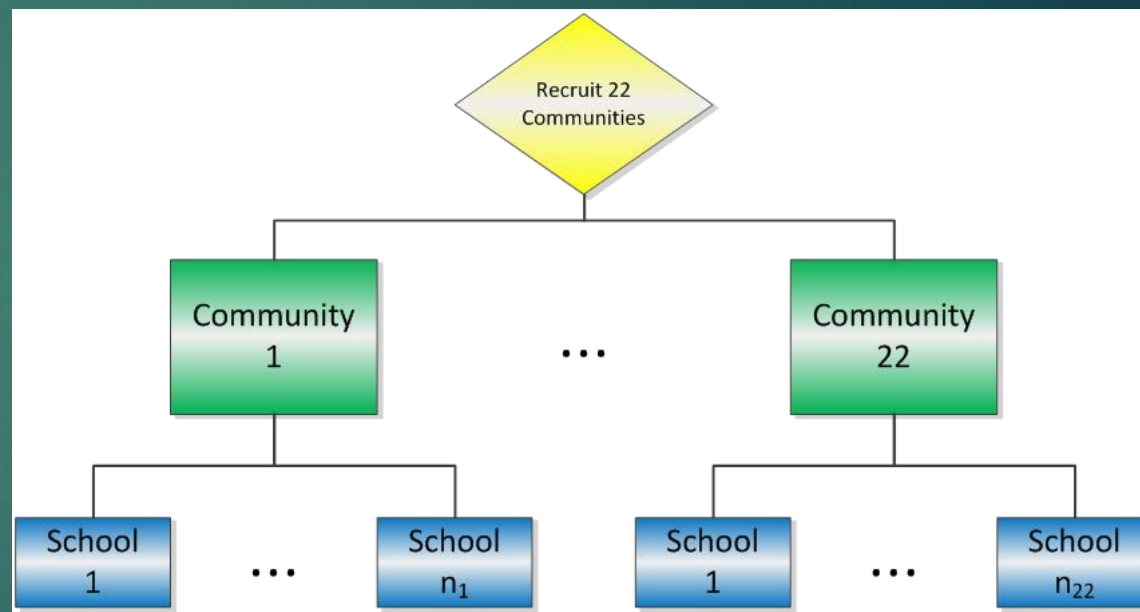 Recruit 22
Communities
Community
1
...
Community
22
School
1
...
School
n₁
School
1
...
School
n₂₂